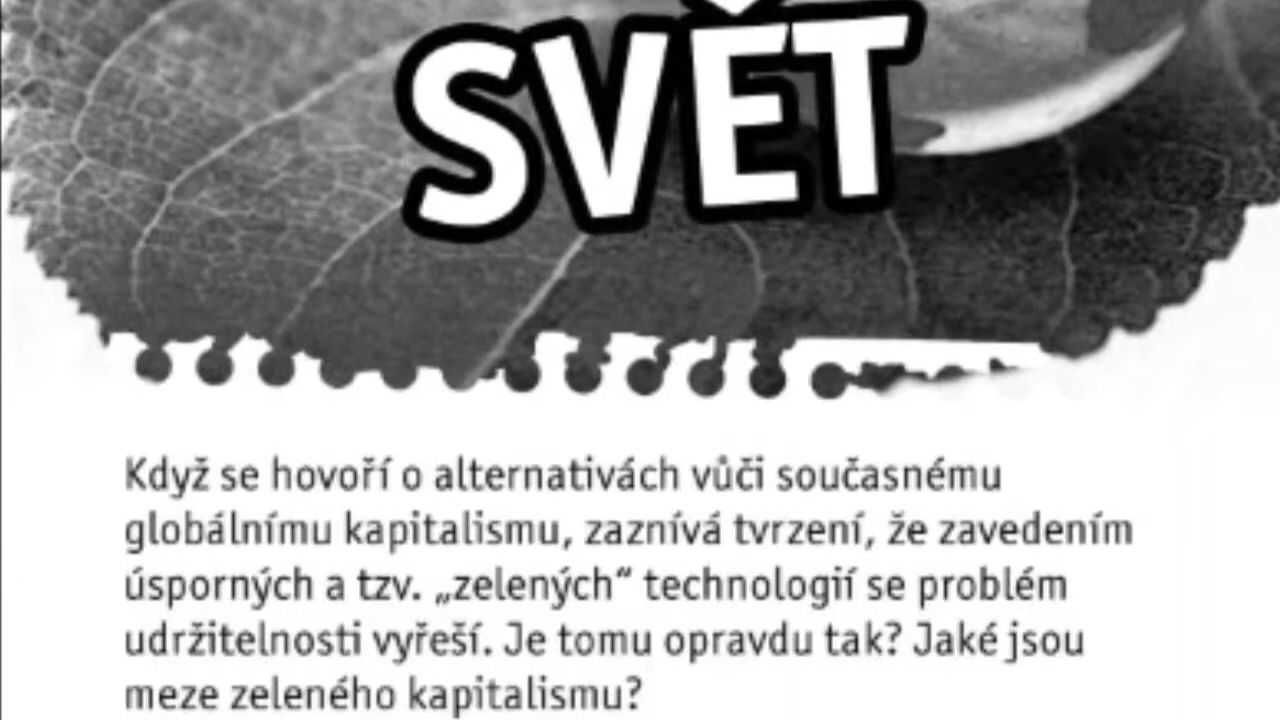 SVĚT
Když se hovoří o alternativách vůči současnému
globálnímu kapitalismu, zaznívá tvrzení, že zavedením
úsporných a tzv. „zelených“ technologií se problém
udržitelnosti vyřeší. Je tomu opravdu tak? Jaké jsou
meze zeleného kapitalismu?